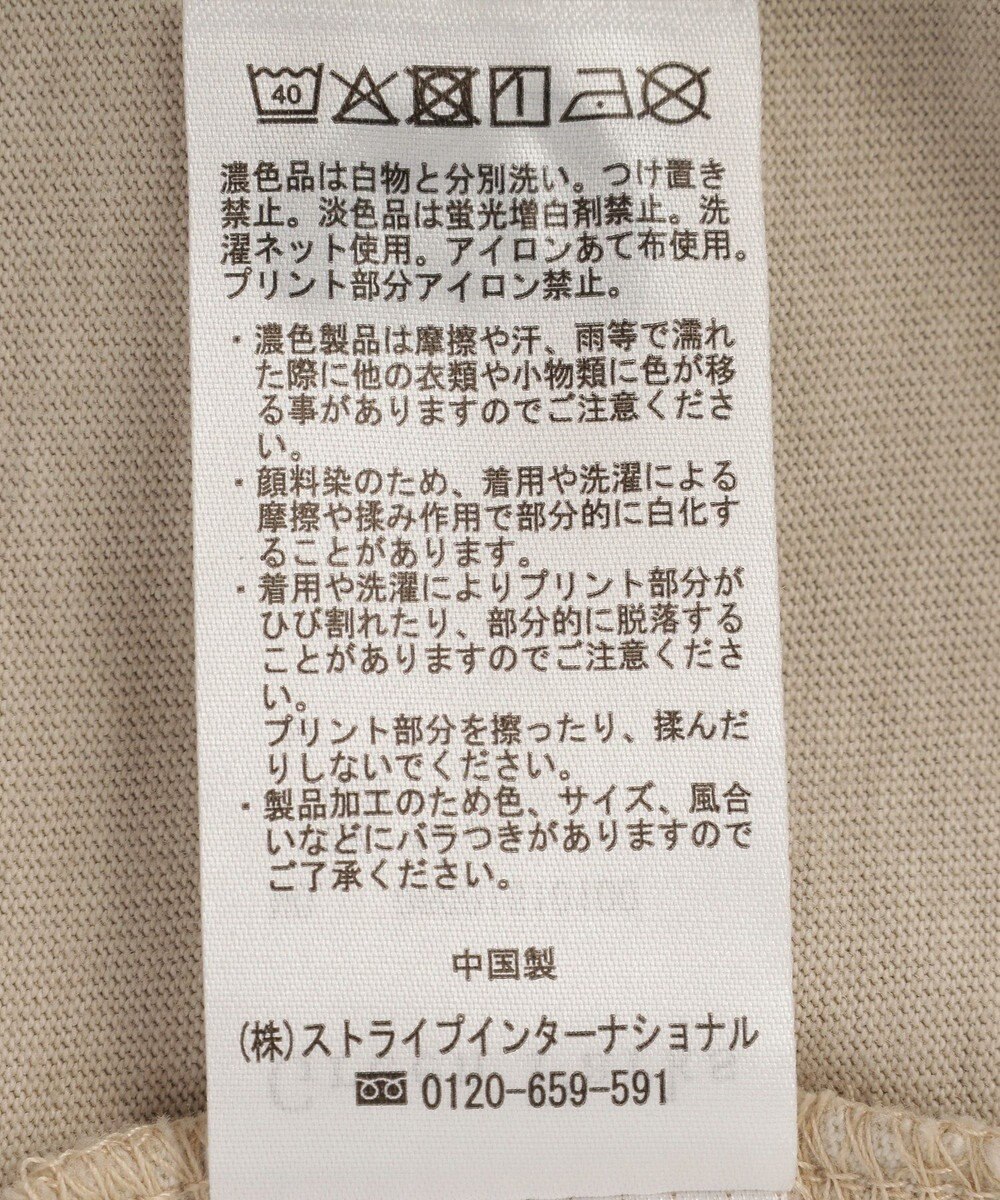 40
濃色品は白物と分別洗い。つけ置き
禁止。淡色品は蛍光増白剤禁止。洗
濯ネット使用。アイロンあて布使用。
プリント部分アイロン禁止。
・濃色製品は摩擦や汗、雨等で濡れ
た際に他の衣類や小物類に色が移
る事がありますのでご注意くださ
い。
・顔料染のため、着用や洗濯による
摩擦や揉み作用で部分的に白化す
ることがあります。
・着用や洗濯によりプリント部分が
ひび割れたり、部分的に脱落する
ことがありますのでご注意くださ
い。
プリント部分を擦ったり、揉んだ
りしないでください。
・製品加工のため色、サイズ、風合
いなどにバラつきがありますので
ご了承ください。
中国製
(株)ストライプインターナショナル
0120-659-591